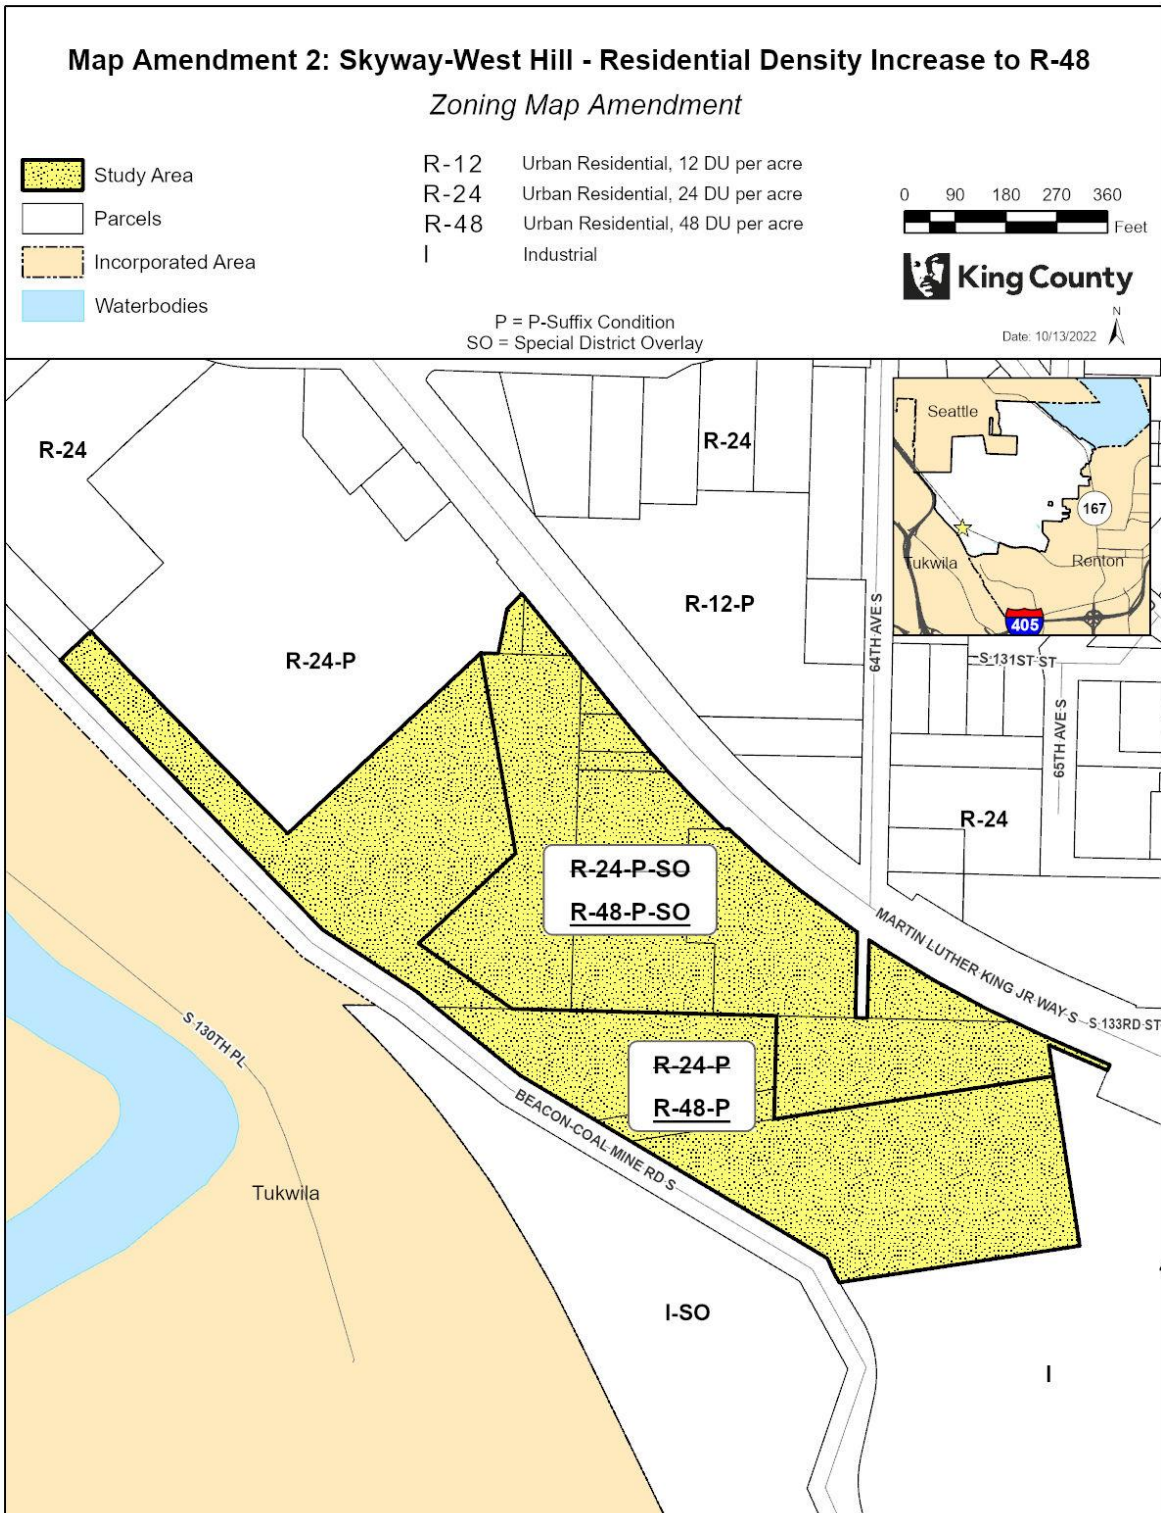 Map Amendment 2: Skyway-West Hill - Residential Density Increase to R-48
Zoning Map Amendment
Study Area
Parcels
Incorporated Area
Waterbodies
R-12 Urban Residential, 12 DU per acre
R-24 Urban Residential, 24 DU per acre
R-48 Urban Residential, 48 DU per acre
I Industrial
P = P-Suffix Condition
SO = Special District Overlay
0 90 180 270 360
Feet
King County
N
Date: 10/13/2022
R-24
R-24
Seattle
167
Tukwila
Renton
405
R-12-P
R-24-P
64TH AVE S
S 131ST ST
65TH AVE S
R-24
R-24-P-SO
R-48-P-SO
MARTIN LUTHER KING JR WAY S
S 133RD ST
S 130TH PL
R-24-P
R-48-P
BEACON COAL MINE RD S
Tukwila
I-SO
I